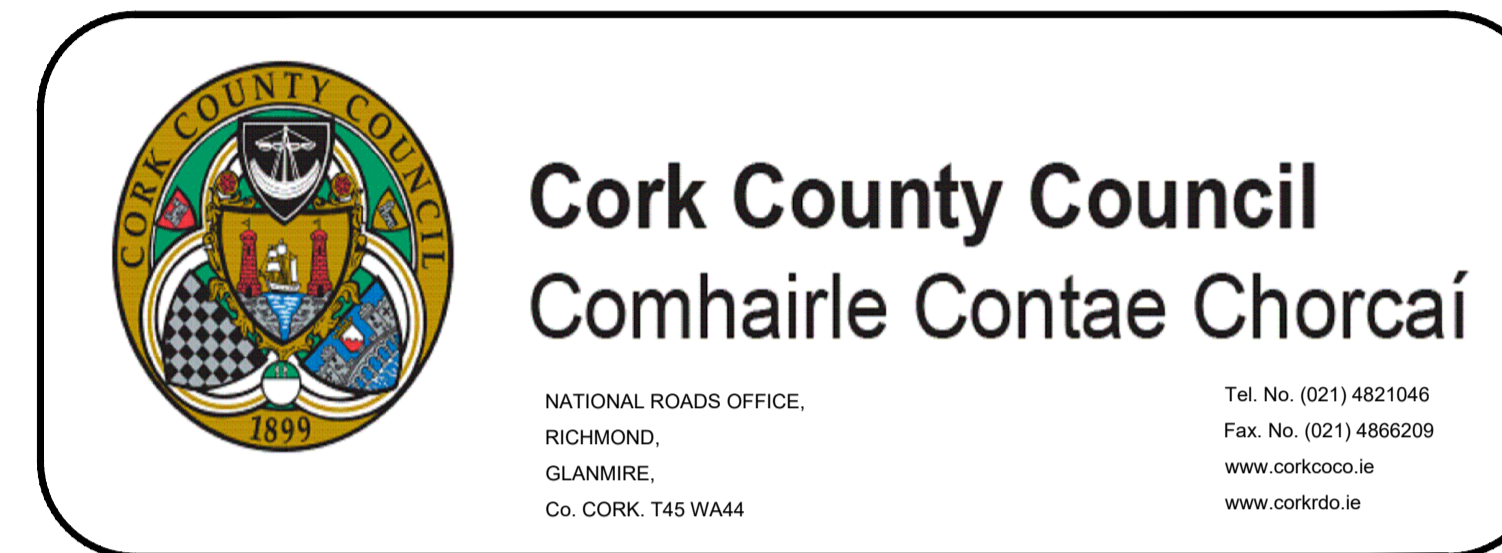 CORK COUNTY COUNCIL
1899
Cork County Council
Comhairle Contae Chorcaí
NATIONAL ROADS OFFICE,
RICHMOND,
GLANMIRE,
Co. CORK. T45 WA44
Tel. No. (021) 4821046
Fax. No. (021) 4866209
www.corkcoco.ie
www.corkrdo.ie